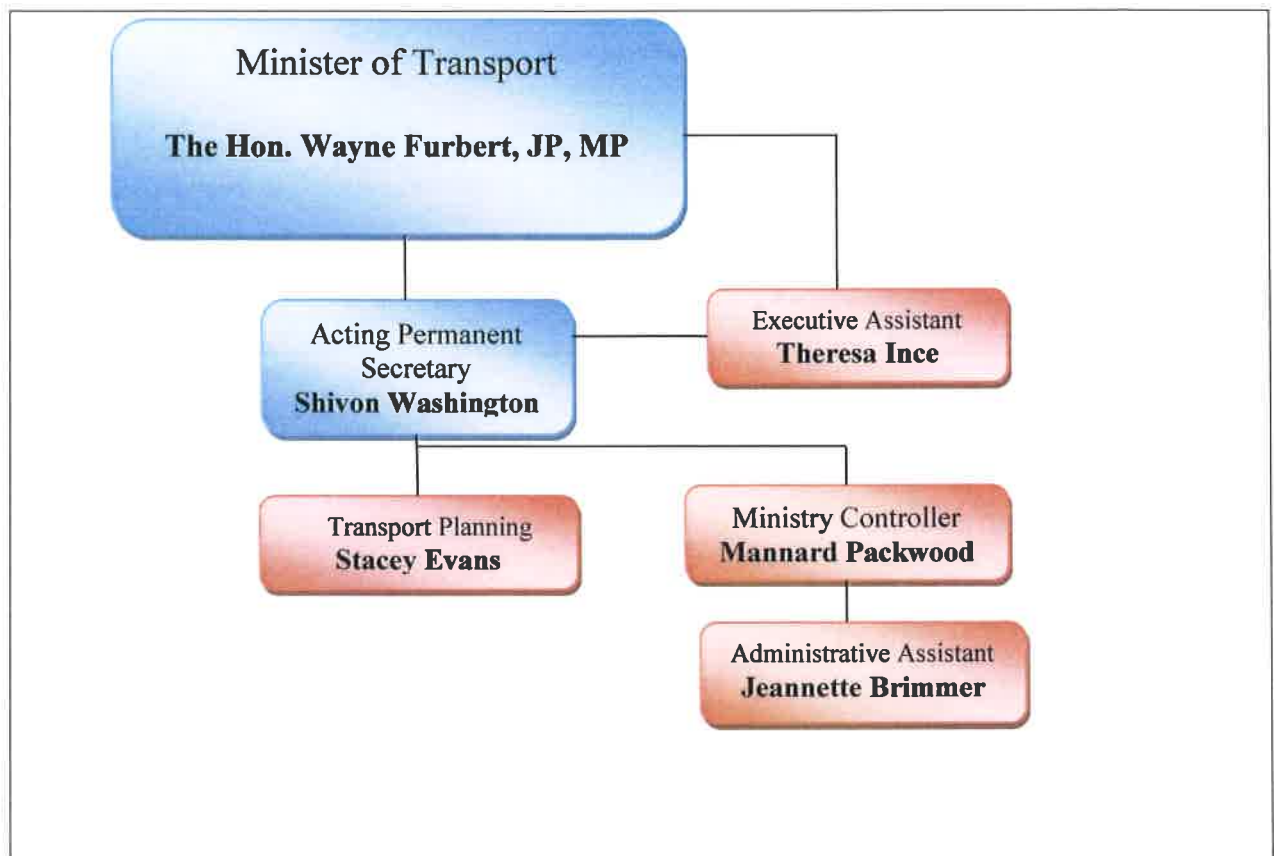 Minister of Transport
The Hon. Wayne Furbert, JP, MP
Acting Permanent
Secretary
Shivon Washington
Executive Assistant
Theresa Ince
Transport Planning
Stacey Evans
Ministry Controller
Mannard Packwood
Administrative Assistant
Jeannette Brimmer